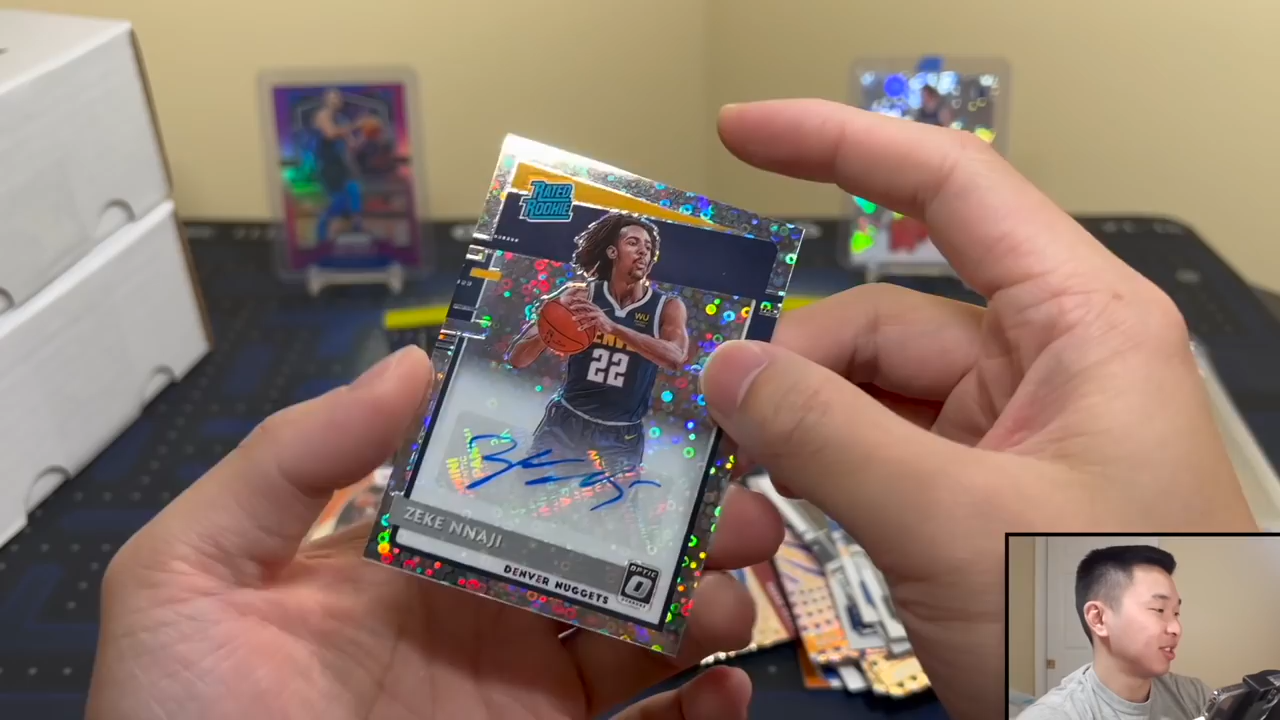 RATED
ROOKIE
WU
DENVER
22
ZEKE NNAJI
DENVER NUGGETS
OPTIC